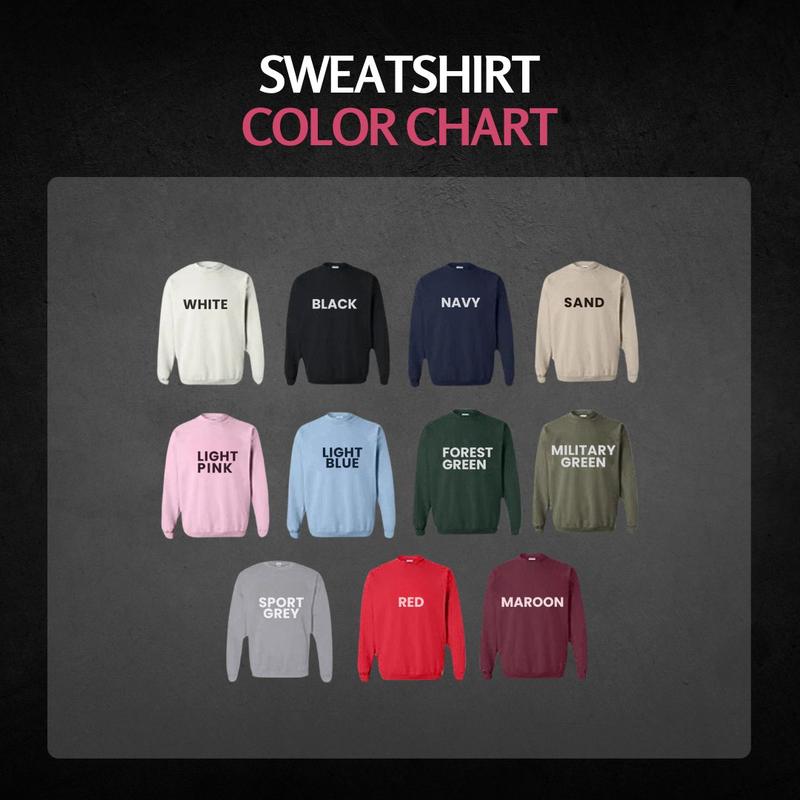 SWEATSHIRT
COLOR CHART
WHITE
BLACK
NAVY
SAND
LIGHT
PINK
LIGHT
BLUE
FOREST
GREEN
MILITARY
GREEN
SPORT
GREY
RED
MAROON